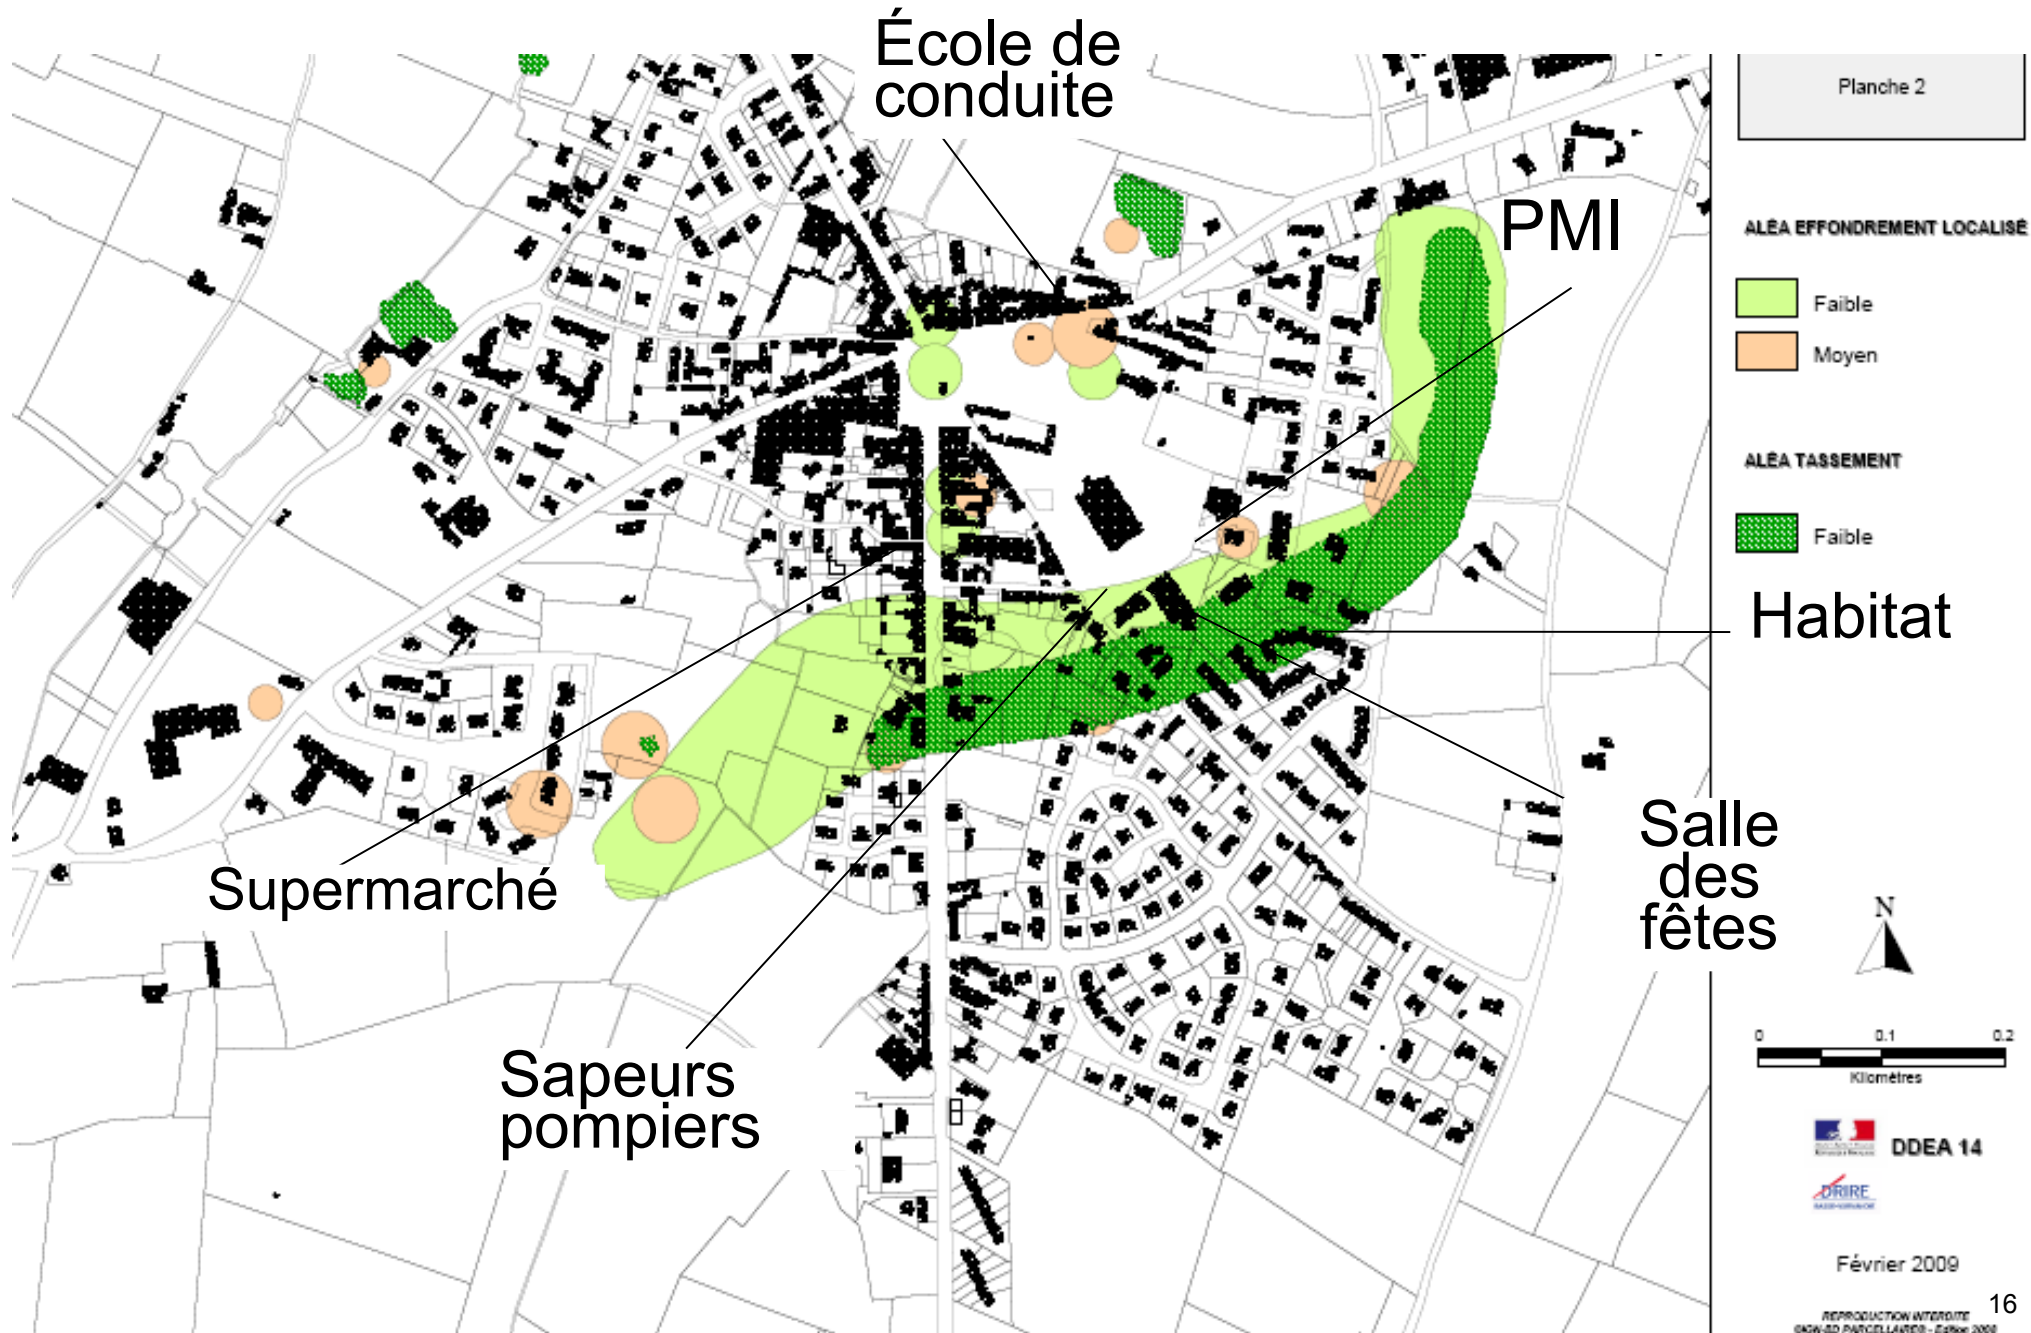 École de
conduite
Planche 2
PMI
ALÉA EFFONDREMENT LOCALISÉ
Faible
Moyen
ALÉA TASSEMENT
Faible
Habitat
Salle
des
fêtes
Supermarché
Sapeurs
pompiers
N
0 0.1 0.2
Kilomètres
DDEA 14
DRIRE
Février 2009
16
REPRODUCTION INTERDITE